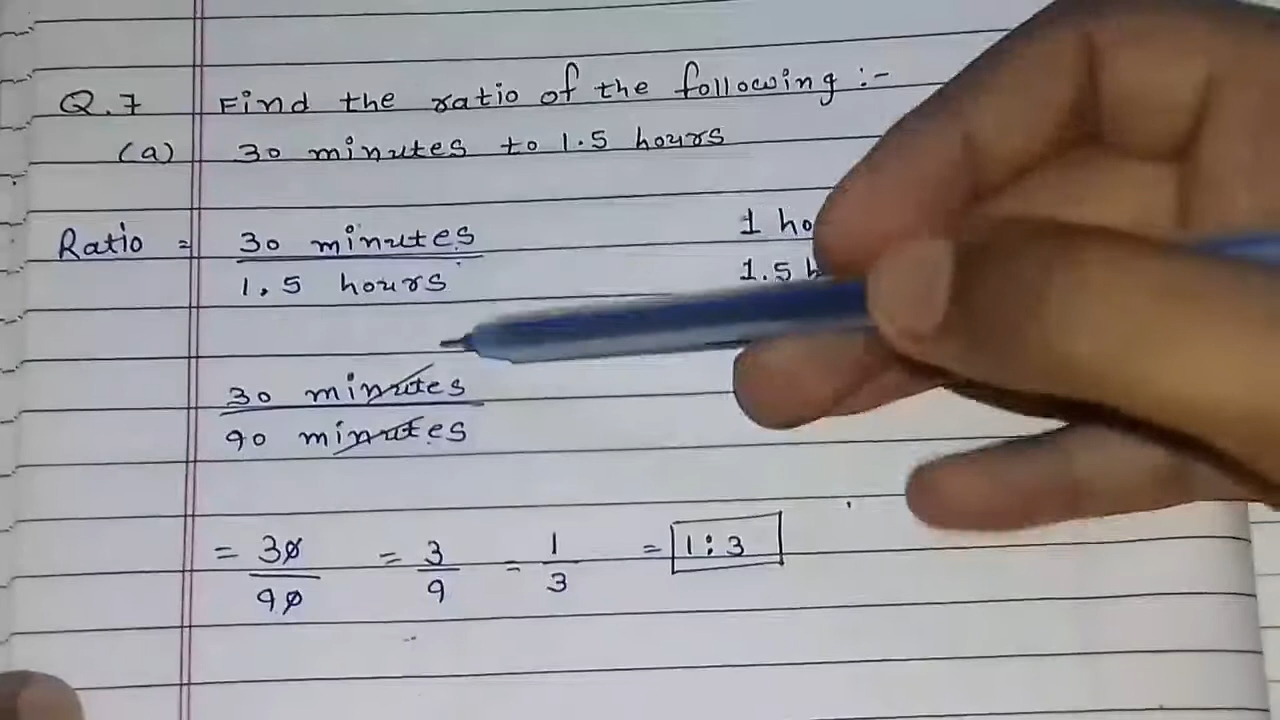 Q.7 Find the ratio of the following :-
(a) 30 minutes to 1.5 hours
Ratio = 30 minutes
1.5 hours
1
1.5
30 minutes
90 minutes
= 30/90 = 3/9 = 1/3 = 1:3